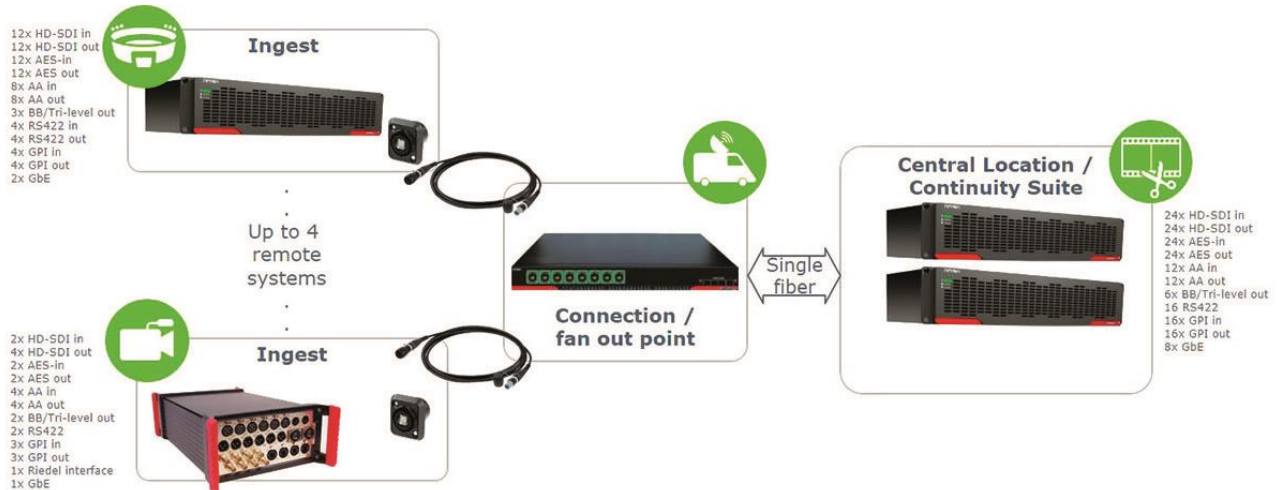 12x HD-SDI in
12x HD-SDI out
12x AES-in
12x AES out
8x AA in
8x AA out
3x BB/Tri-level out
4x RS422 in
4x RS422 out
4x GPI in
4x GPI out
2x GbE
Ingest
.
.
Up to 4
remote
systems
.
.
2x HD-SDI in
4x HD-SDI out
2x AES-in
2x AES out
4x AA in
4x AA out
2x BB/Tri-level out
2x RS422
3x GPI in
3x GPI out
1x Riedel interface
1x GbE
Ingest
Connection /
fan out point
Single
fiber
Central Location /
Continuity Suite
24x HD-SDI in
24x HD-SDI out
24x AES-in
24x AES out
12x AA in
12x AA out
6x BB/Tri-level out
16 RS422
16x GPI in
16x GPI out
8x GbE